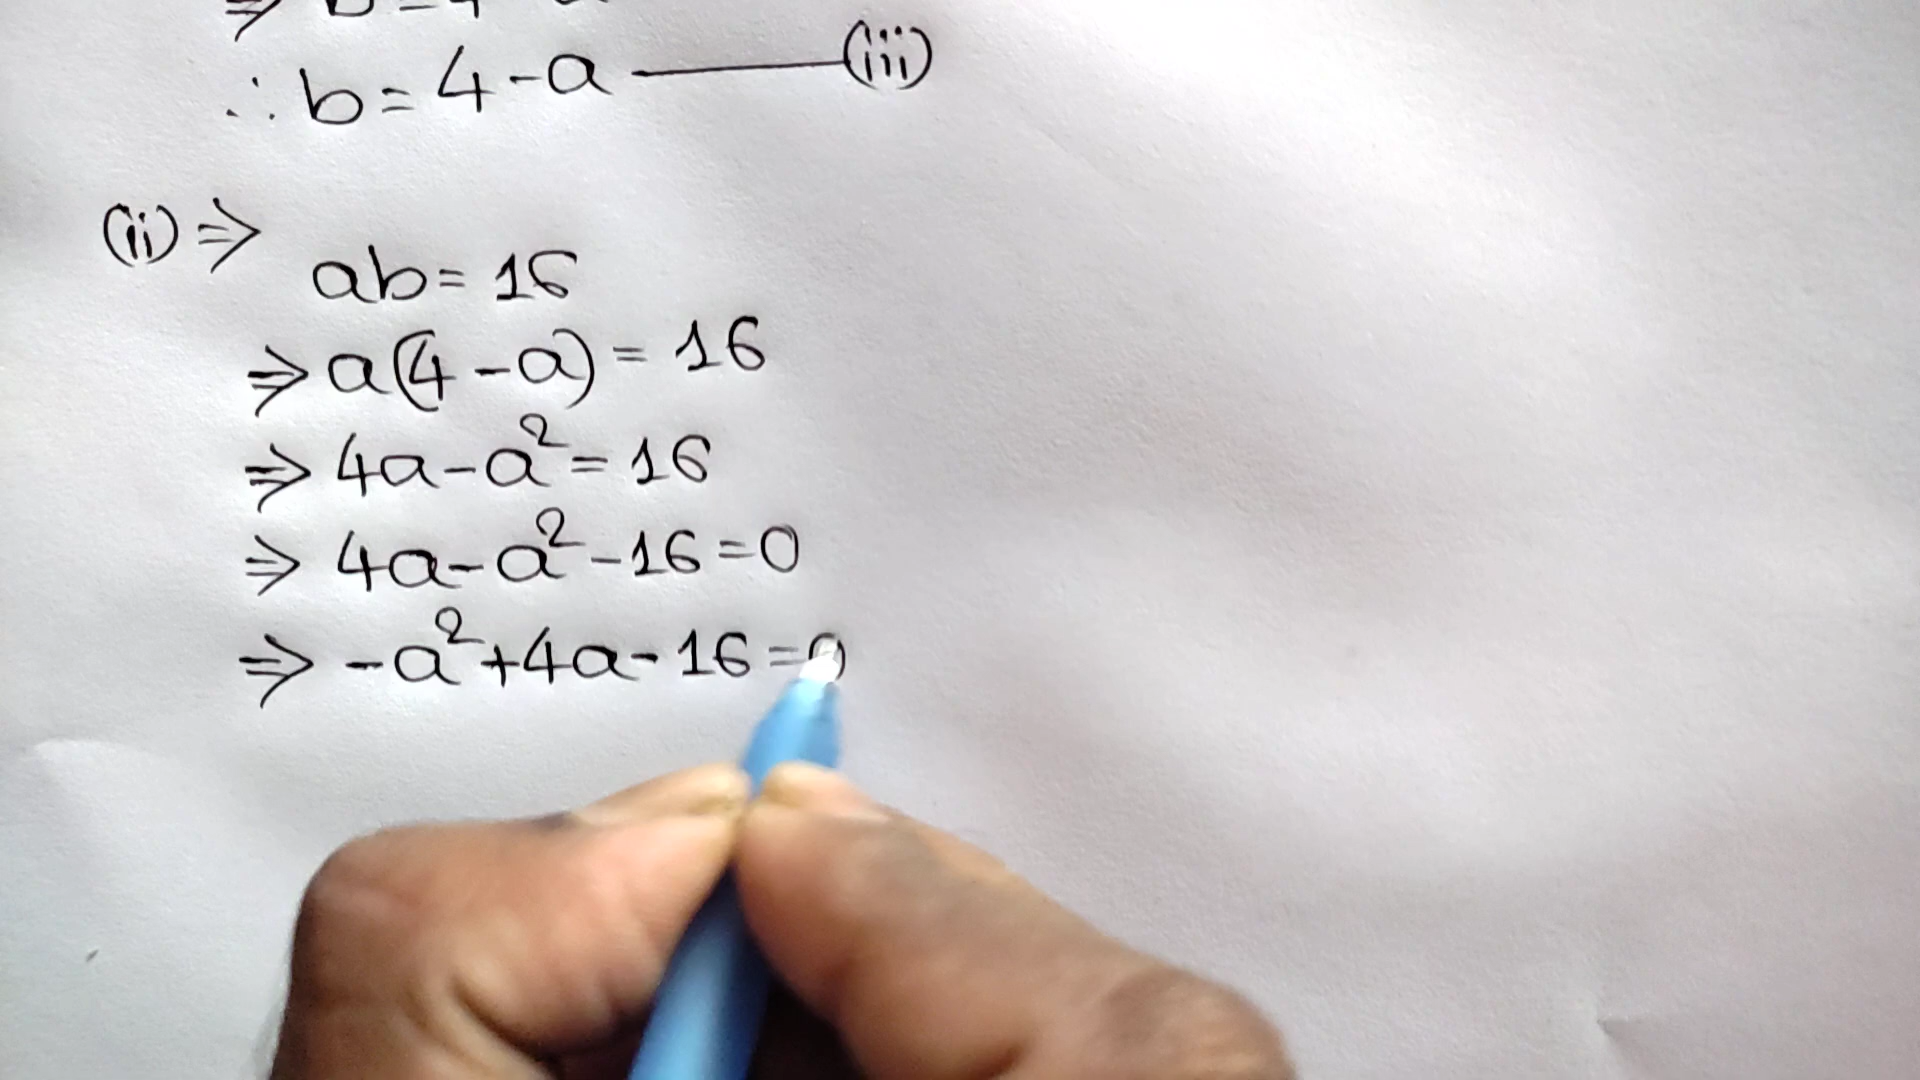 ∴ b = 4 - a ——— (iii)
(ii) ⇒
ab = 16
⇒ a(4 - a) = 16
⇒ 4a - a² = 16
⇒ 4a - a² - 16 = 0
⇒ -a² + 4a - 16 = 0